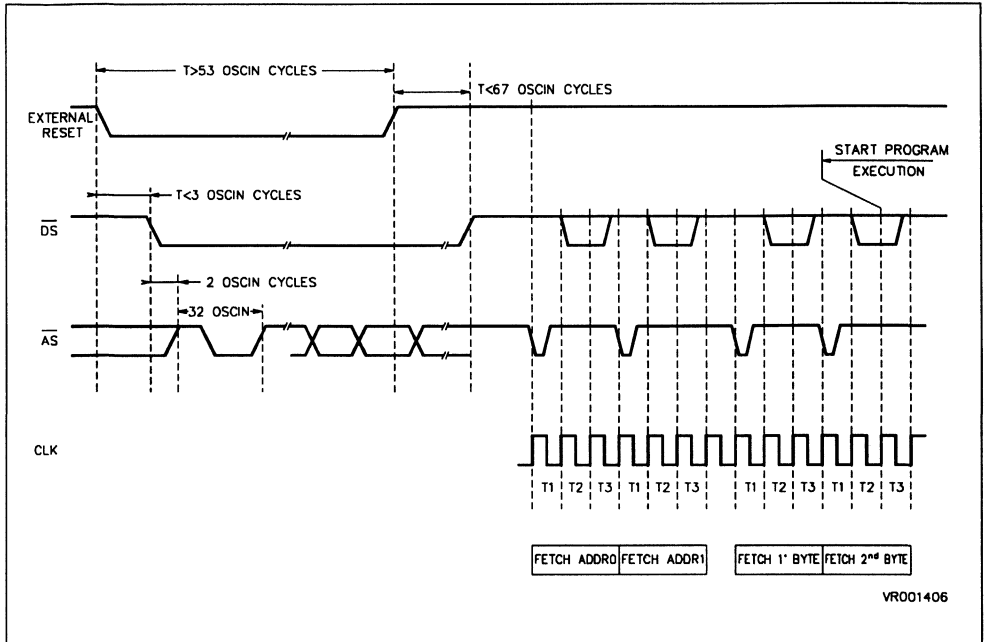 T>53 OSCIN CYCLES
T<67 OSCIN CYCLES
EXTERNAL
RESET
START PROGRAM
EXECUTION
T<3 OSCIN CYCLES
DS
2 OSCIN CYCLES
32 OSCIN
AS
CLK
T1 T2 T3 T1 T2 T3 T1 T2 T3 T1 T2 T3
FETCH ADDR0 FETCH ADDR1 FETCH 1° BYTE FETCH 2nd BYTE
VR001406